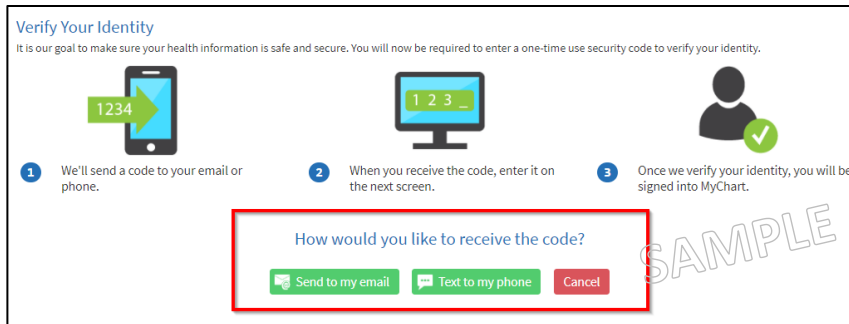 Verify Your Identity
It is our goal to make sure your health information is safe and secure. You will now be required to enter a one-time use security code to verify your identity.
1234
1 2 3 _
1 We'll send a code to your email or
phone.
2 When you receive the code, enter it on
the next screen.
3 Once we verify your identity, you will be
signed into MyChart.
SAMPLE
How would you like to receive the code?
Send to my email Text to my phone Cancel